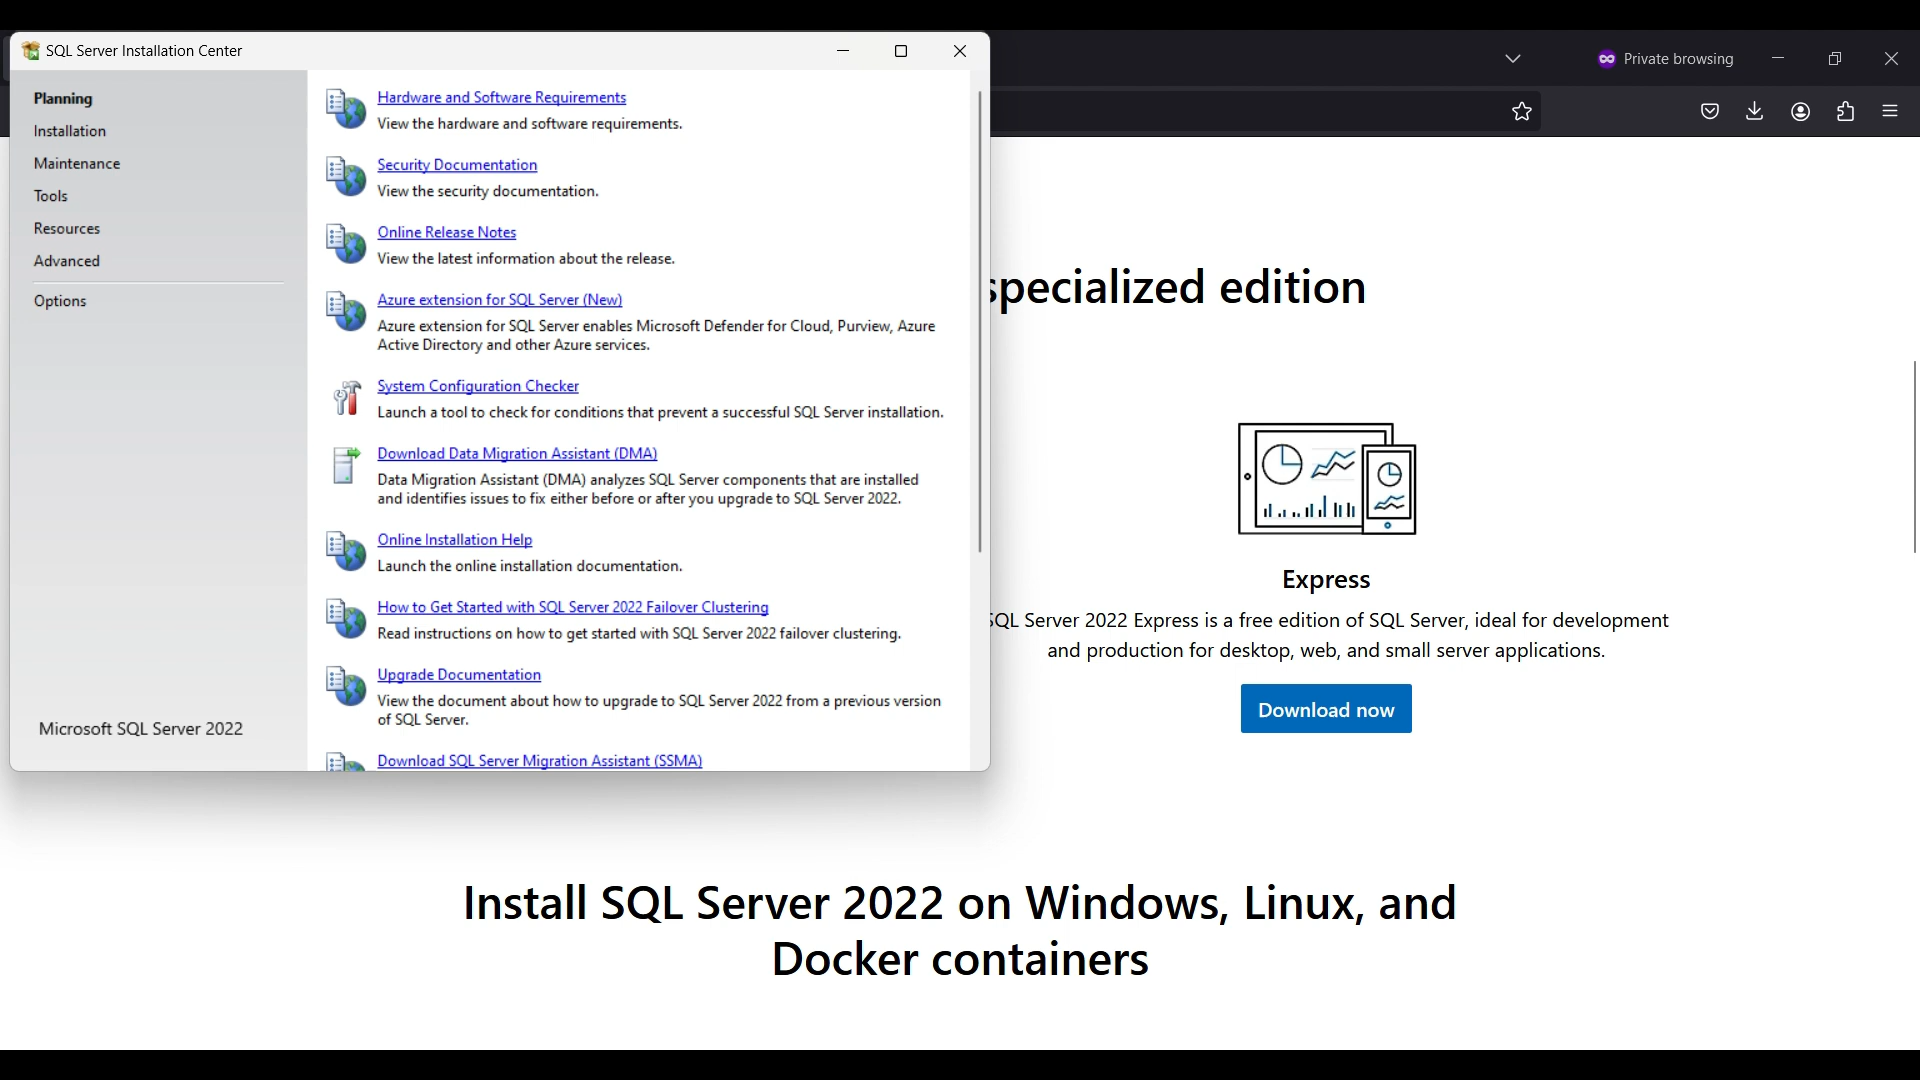 SQL Server Installation Center
Planning
Installation
Maintenance
Tools
Resources
Advanced
Options
Microsoft SQL Server 2022
Hardware and Software Requirements
View the hardware and software requirements.
Security Documentation
View the security documentation.
Online Release Notes
View the latest information about the release.
Azure extension for SQL Server (New)
Azure extension for SQL Server enables Microsoft Defender for Cloud, Purview, Azure
Active Directory and other Azure services.
System Configuration Checker
Launch a tool to check for conditions that prevent a successful SQL Server installation.
Download Data Migration Assistant (DMA)
Data Migration Assistant (DMA) analyzes SQL Server components that are installed
and identifies issues to fix either before or after you upgrade to SQL Server 2022.
Online Installation Help
Launch the online installation documentation.
How to Get Started with SQL Server 2022 Failover Clustering
Read instructions on how to get started with SQL Server 2022 failover clustering.
Upgrade Documentation
View the document about how to upgrade to SQL Server 2022 from a previous version
of SQL Server.
Download SQL Server Migration Assistant (SSMA)
Private browsing
specialized edition
Express
SQL Server 2022 Express is a free edition of SQL Server, ideal for development
and production for desktop, web, and small server applications.
Download now
Install SQL Server 2022 on Windows, Linux, and
Docker containers